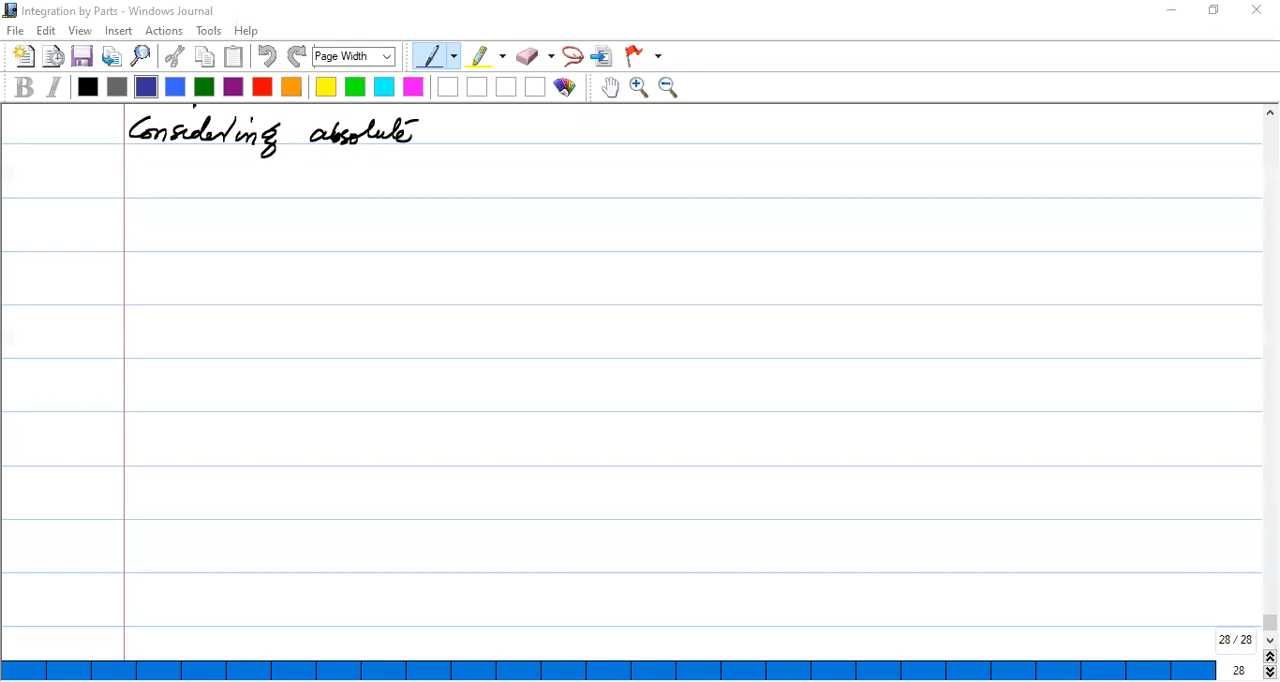 Integration by Parts - Windows Journal
File Edit View Insert Actions Tools Help
Page Width
B I
Considering absolute
28 / 28
28